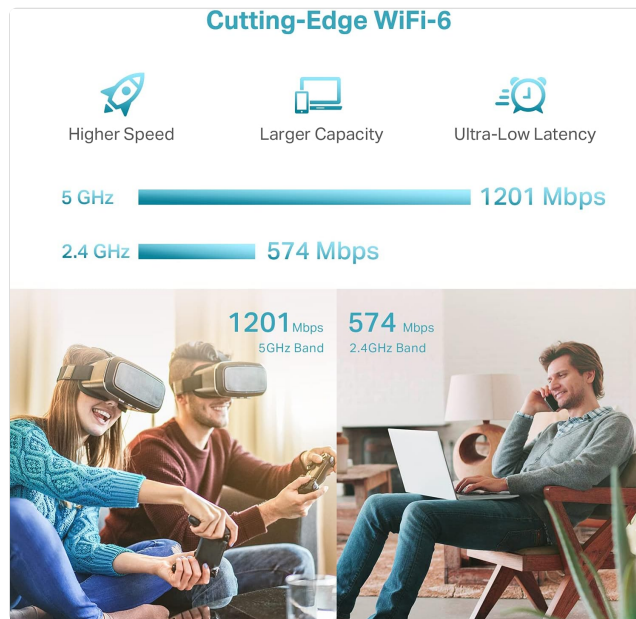 Cutting-Edge WiFi-6
Higher Speed
Larger Capacity
Ultra-Low Latency
5 GHz
1201 Mbps
2.4 GHz
574 Mbps
1201 Mbps
5GHz Band
574 Mbps
2.4GHz Band